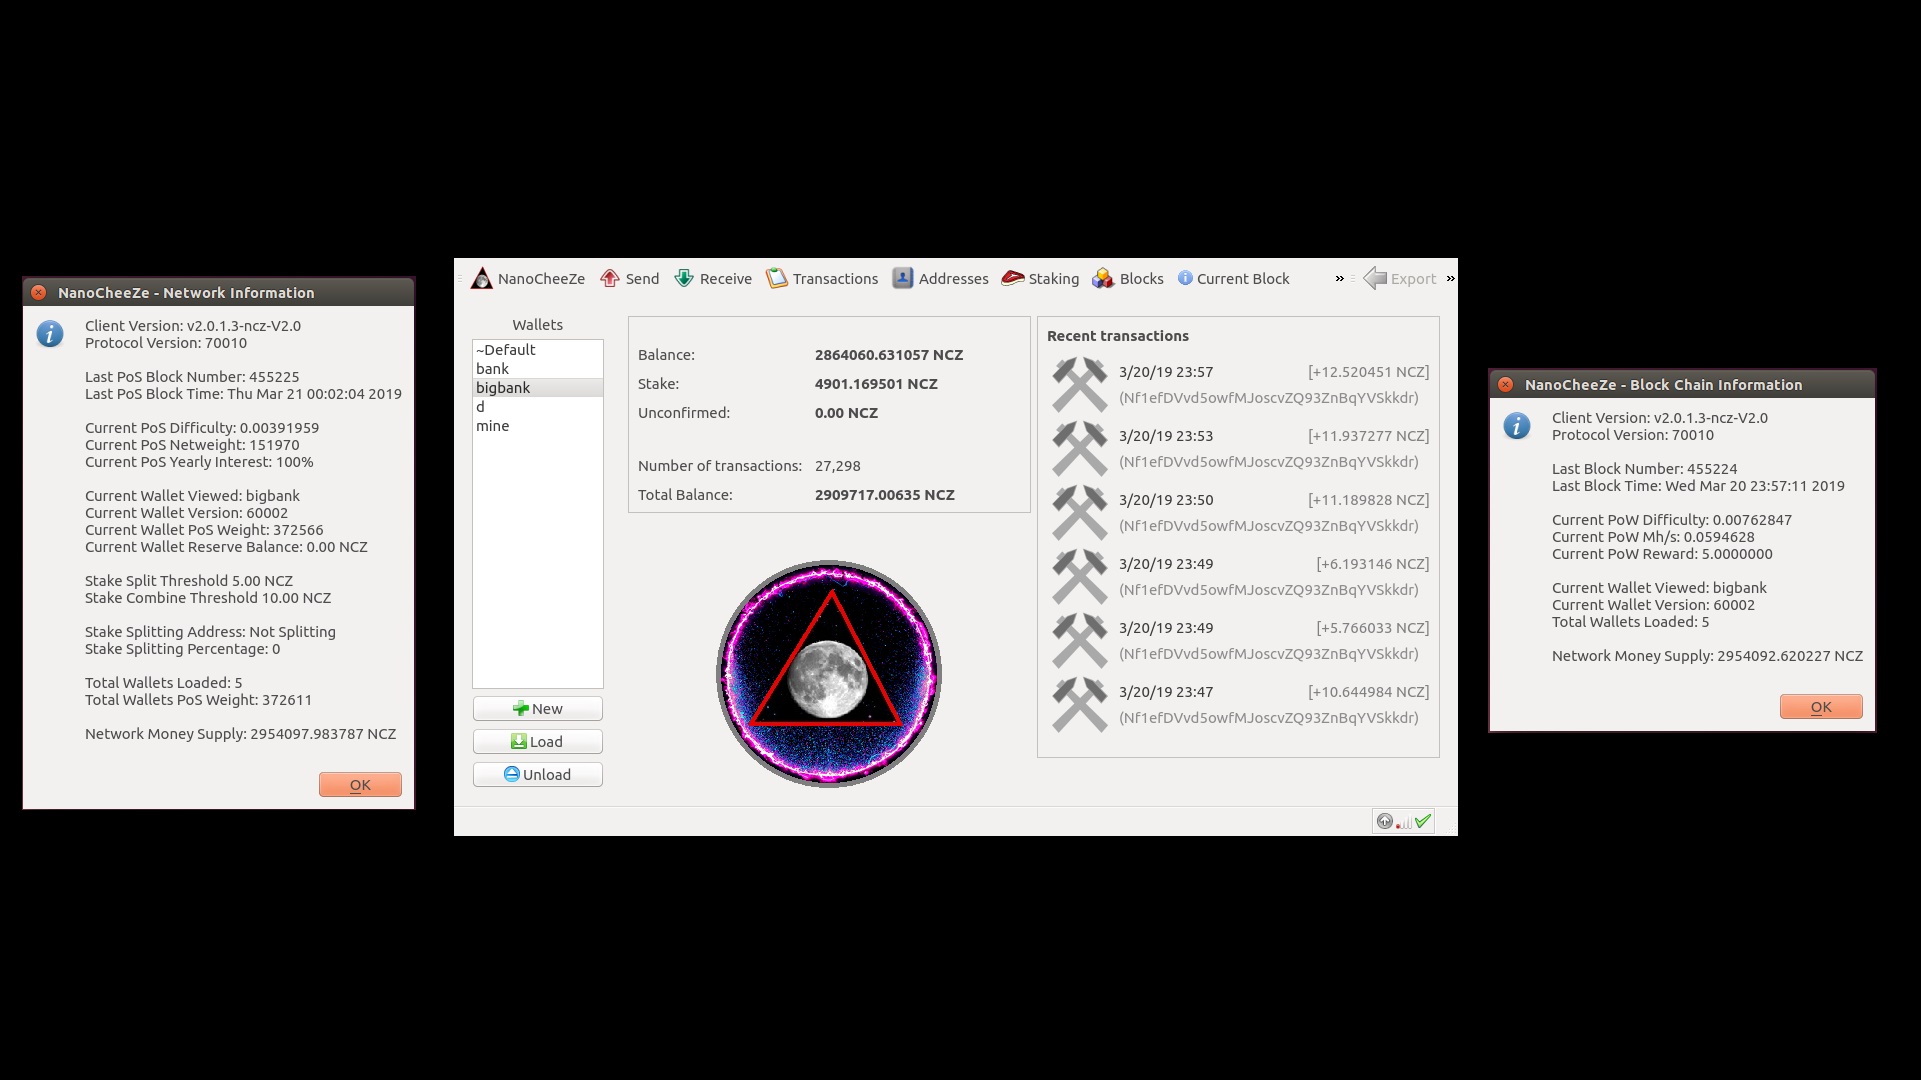 NanoCheeZe - Network Information
Client Version: v2.0.1.3-ncz-V2.0
Protocol Version: 70010
Last PoS Block Number: 455225
Last PoS Block Time: Thu Mar 21 00:02:04 2019
Current PoS Difficulty: 0.00391959
Current PoS Netweight: 151970
Current PoS Yearly Interest: 100%
Current Wallet Viewed: bigbank
Current Wallet Version: 60002
Current Wallet PoS Weight: 372566
Current Wallet Reserve Balance: 0.00 NCZ
Stake Split Threshold 5.00 NCZ
Stake Combine Threshold 10.00 NCZ
Stake Splitting Address: Not Splitting
Stake Splitting Percentage: 0
Total Wallets Loaded: 5
Total Wallets PoS Weight: 372611
Network Money Supply: 2954097.983787 NCZ
OK
NanoCheeZe Send Receive Transactions Addresses Staking Blocks Current Block » Export »
Wallets
~Default
bank
bigbank
d
mine
New
Load
Unload
Balance: 2864060.631057 NCZ
Stake: 4901.169501 NCZ
Unconfirmed: 0.00 NCZ
Number of transactions: 27,298
Total Balance: 2909717.00635 NCZ
Recent transactions
3/20/19 23:57 [+12.520451 NCZ]
(Nf1efDVvd5owfMJoscvZQ93ZnBqYVSkkdr)
3/20/19 23:53 [+11.937277 NCZ]
(Nf1efDVvd5owfMJoscvZQ93ZnBqYVSkkdr)
3/20/19 23:50 [+11.189828 NCZ]
(Nf1efDVvd5owfMJoscvZQ93ZnBqYVSkkdr)
3/20/19 23:49 [+6.193146 NCZ]
(Nf1efDVvd5owfMJoscvZQ93ZnBqYVSkkdr)
3/20/19 23:49 [+5.766033 NCZ]
(Nf1efDVvd5owfMJoscvZQ93ZnBqYVSkkdr)
3/20/19 23:47 [+10.644984 NCZ]
(Nf1efDVvd5owfMJoscvZQ93ZnBqYVSkkdr)
NanoCheeZe - Block Chain Information
Client Version: v2.0.1.3-ncz-V2.0
Protocol Version: 70010
Last Block Number: 455224
Last Block Time: Wed Mar 20 23:57:11 2019
Current PoW Difficulty: 0.00762847
Current PoW Mh/s: 0.0594628
Current PoW Reward: 5.0000000
Current Wallet Viewed: bigbank
Current Wallet Version: 60002
Total Wallets Loaded: 5
Network Money Supply: 2954092.620227 NCZ
OK